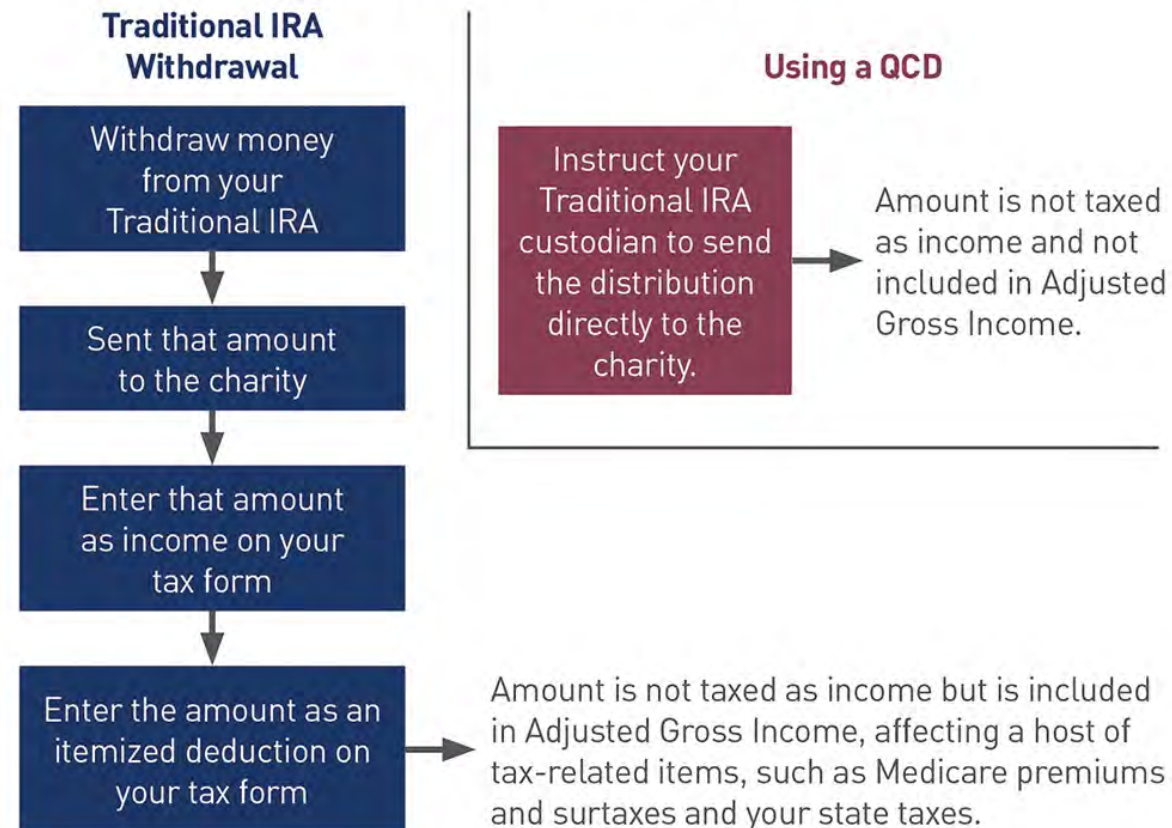 Traditional IRA
Withdrawal
Withdraw money
from your
Traditional IRA
Sent that amount
to the charity
Enter that amount
as income on your
tax form
Enter the amount as an
itemized deduction on
your tax form
Amount is not taxed as income but is included
in Adjusted Gross Income, affecting a host of
tax-related items, such as Medicare premiums
and surtaxes and your state taxes.
Using a QCD
Instruct your
Traditional IRA
custodian to send
the distribution
directly to the
charity.
Amount is not taxed
as income and not
included in Adjusted
Gross Income.